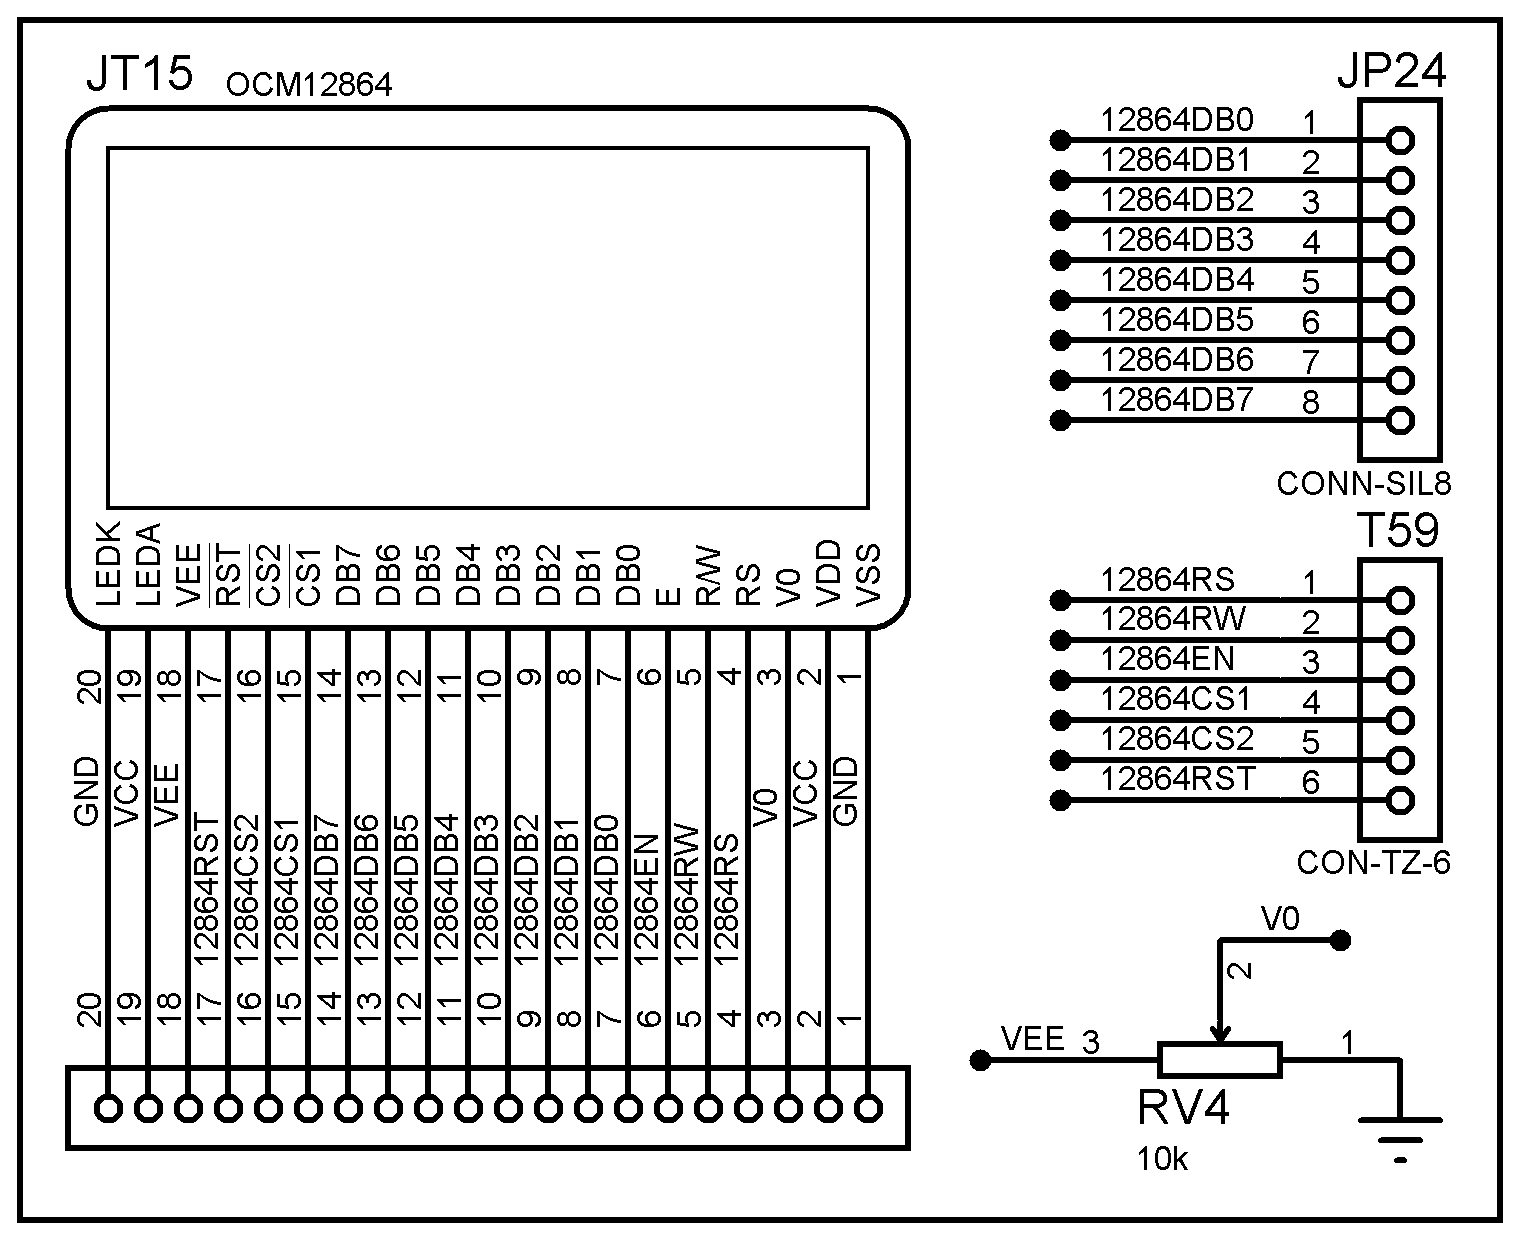 JT15 OCM12864
LEDK LEDA VEE RST CS2 CS1 DB7 DB6 DB5 DB4 DB3 DB2 DB1 DB0 E R/W RS V0 VDD VSS
20 19 18 17 16 15 14 13 12 11 10 9 8 7 6 5 4 3 2 1
GND VCC VEE 12864RST 12864CS2 12864CS1 12864DB7 12864DB6 12864DB5 12864DB4 12864DB3 12864DB2 12864DB1 12864DB0 12864EN 12864RW 12864RS V0 VCC GND
20 19 18 17 16 15 14 13 12 11 10 9 8 7 6 5 4 3 2 1
JP24
12864DB0 1
12864DB1 2
12864DB2 3
12864DB3 4
12864DB4 5
12864DB5 6
12864DB6 7
12864DB7 8
CONN-SIL8
T59
12864RS 1
12864RW 2
12864EN 3
12864CS1 4
12864CS2 5
12864RST 6
CON-TZ-6
V0
2
VEE 3 1
RV4
10k